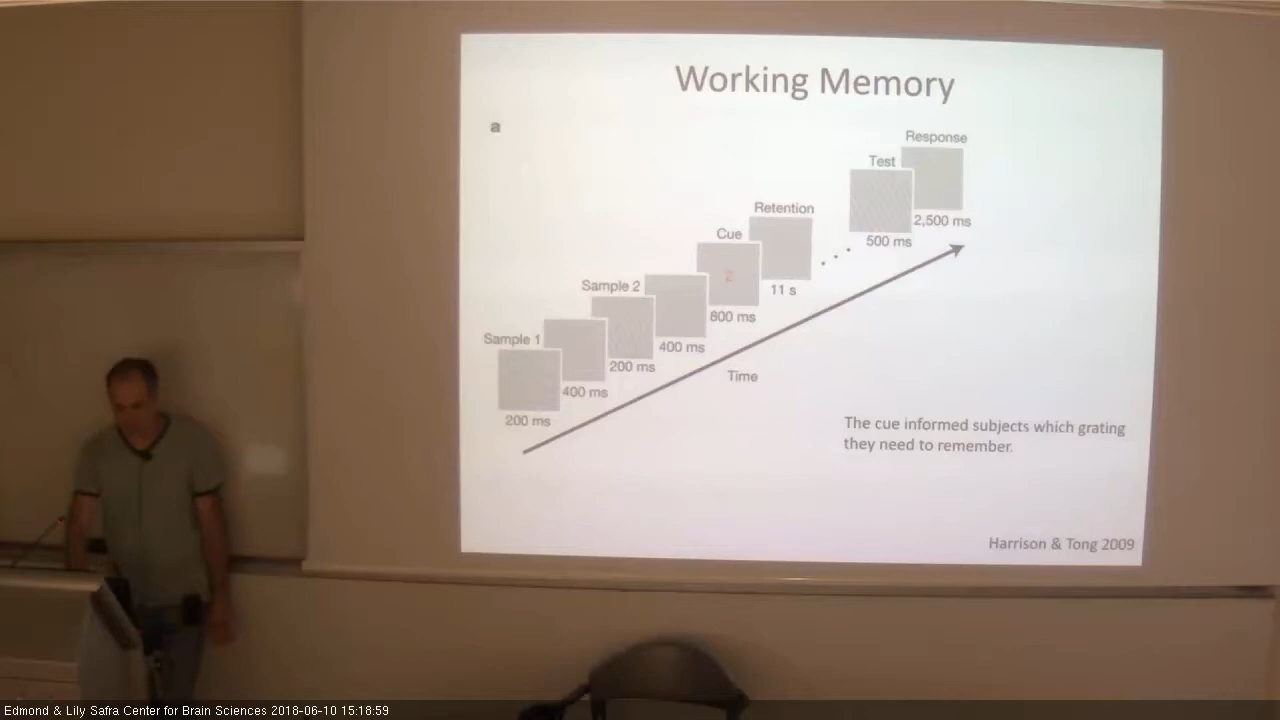 Working Memory
a
Response
Test
2,500 ms
500 ms
Retention
11 s
Cue
2
800 ms
Sample 2
400 ms
200 ms
Sample 1
400 ms
200 ms
Time
The cue informed subjects which grating
they need to remember.
Harrison & Tong 2009
Edmond & Lily Safra Center for Brain Sciences 2018-06-10 15:18:59